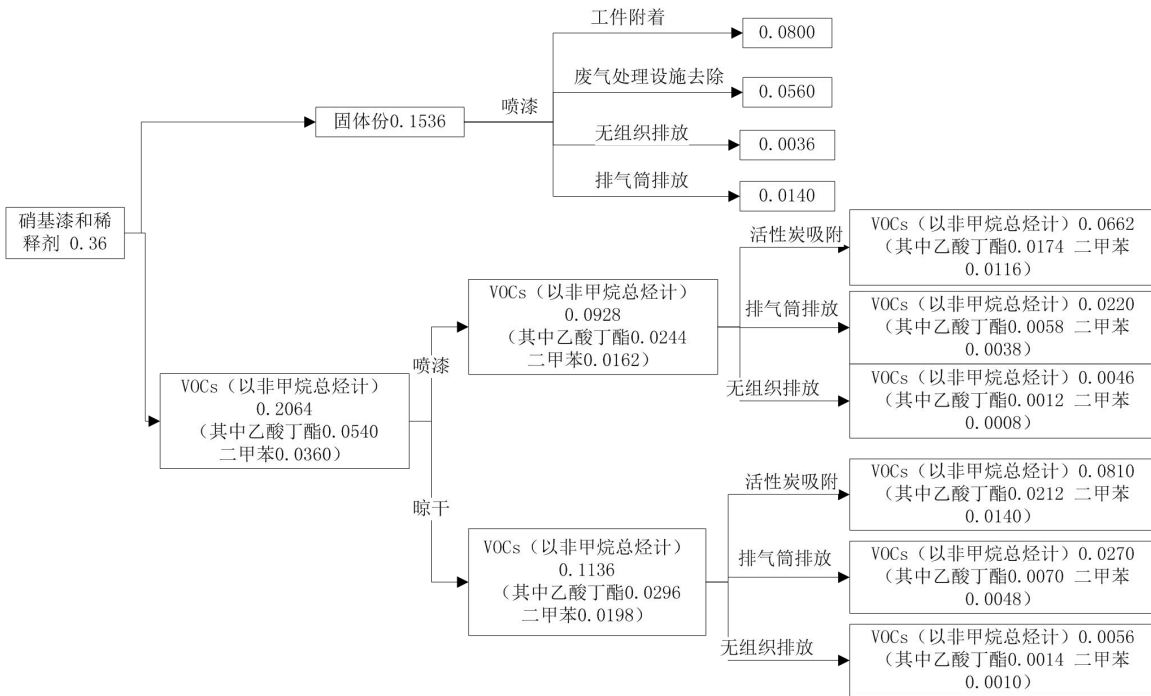 工件附着
0.0800
废气处理设施去除
0.0560
喷漆
固体份0.1536
无组织排放
0.0036
排气筒排放
0.0140
硝基漆和稀
释剂 0.36
活性炭吸附
VOCs（以非甲烷总烃计）0.0662
（其中乙酸丁酯0.0174 二甲苯
0.0116）
VOCs（以非甲烷总烃计）
0.0928
（其中乙酸丁酯0.0244
二甲苯0.0162）
排气筒排放
VOCs（以非甲烷总烃计）0.0220
（其中乙酸丁酯0.0058 二甲苯
0.0038）
喷漆
无组织排放
VOCs（以非甲烷总烃计）0.0046
（其中乙酸丁酯0.0012 二甲苯
0.0008）
VOCs（以非甲烷总烃计）
0.2064
（其中乙酸丁酯0.0540
二甲苯0.0360）
晾干
活性炭吸附
VOCs（以非甲烷总烃计）0.0810
（其中乙酸丁酯0.0212 二甲苯
0.0140）
VOCs（以非甲烷总烃计）
0.1136
（其中乙酸丁酯0.0296
二甲苯0.0198）
排气筒排放
VOCs（以非甲烷总烃计）0.0270
（其中乙酸丁酯0.0070 二甲苯
0.0048）
无组织排放
VOCs（以非甲烷总烃计）0.0056
（其中乙酸丁酯0.0014 二甲苯
0.0010）